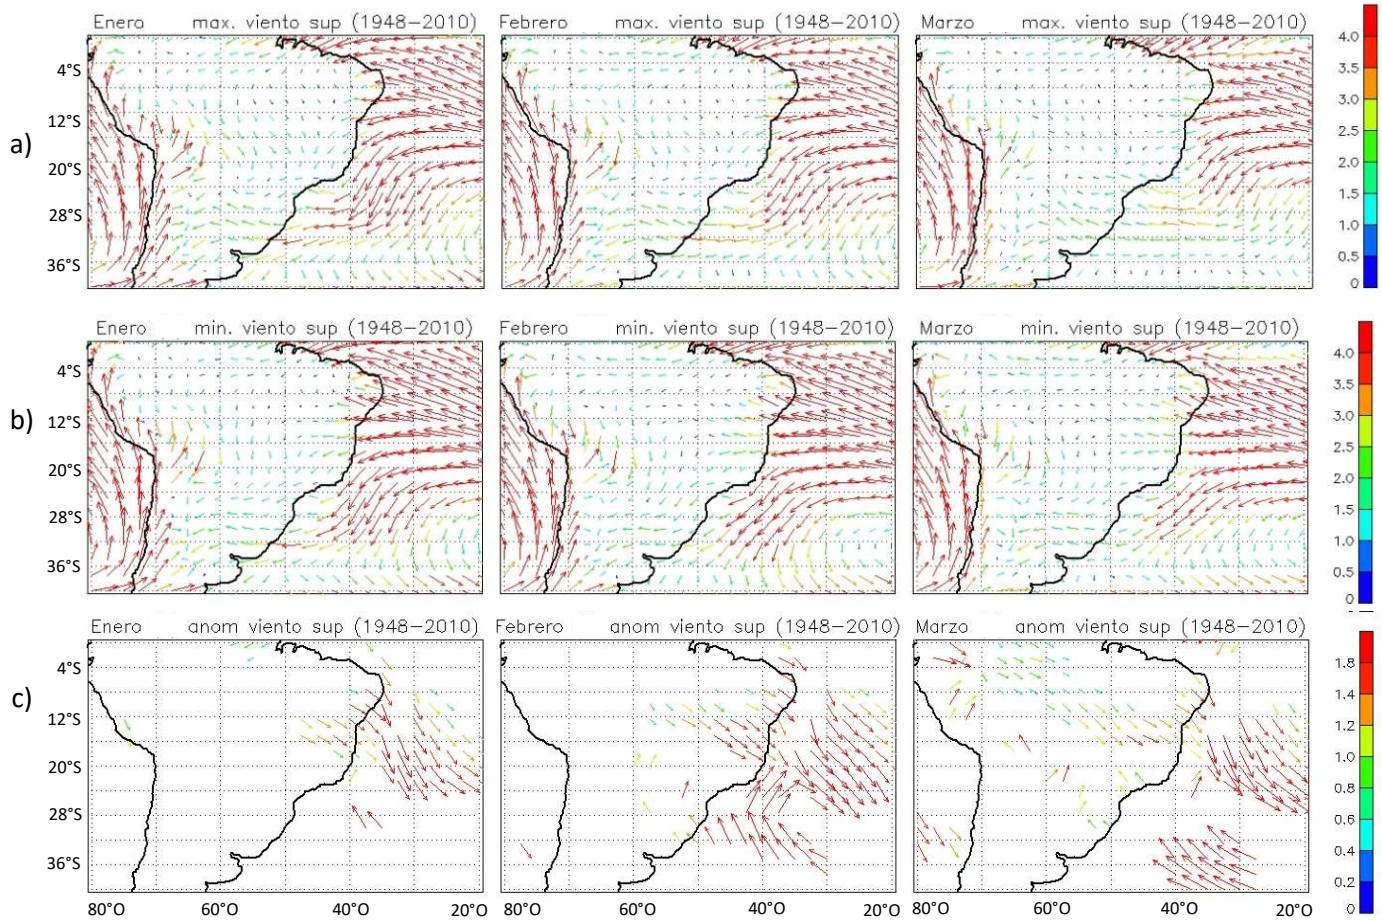 Enero max. viento sup (1948-2010)
Febrero max. viento sup (1948-2010)
Marzo max. viento sup (1948-2010)
a)
4°S
12°S
20°S
28°S
36°S
4.0
3.5
3.0
2.5
2.0
1.5
1.0
0.5
0
Enero min. viento sup (1948-2010)
Febrero min. viento sup (1948-2010)
Marzo min. viento sup (1948-2010)
b)
4°S
12°S
20°S
28°S
36°S
4.0
3.5
3.0
2.5
2.0
1.5
1.0
0.5
0
Enero anom viento sup (1948-2010)
Febrero anom viento sup (1948-2010)
Marzo anom viento sup (1948-2010)
c)
4°S
12°S
20°S
28°S
36°S
1.8
1.4
1.2
1.0
0.8
0.6
0.4
0.2
0
80°O 60°O 40°O 20°O
80°O 60°O 40°O 20°O
80°O 60°O 40°O 20°O